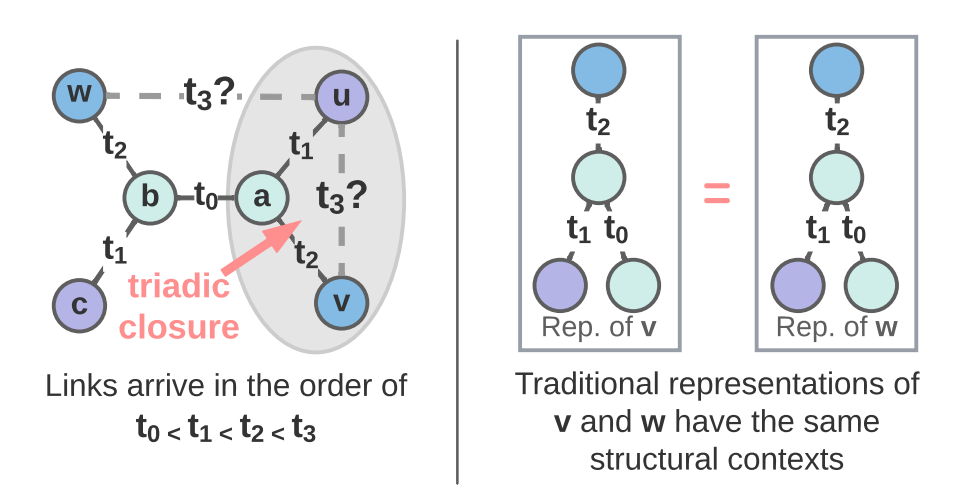 w
t3?
u
t2
t1
b
t0
a
t3?
t1
t2
triadic
closure
c
v
Links arrive in the order of
t0 < t1 < t2 < t3
t2
t1 t0
Rep. of v
=
t2
t1 t0
Rep. of w
Traditional representations of
v and w have the same
structural contexts